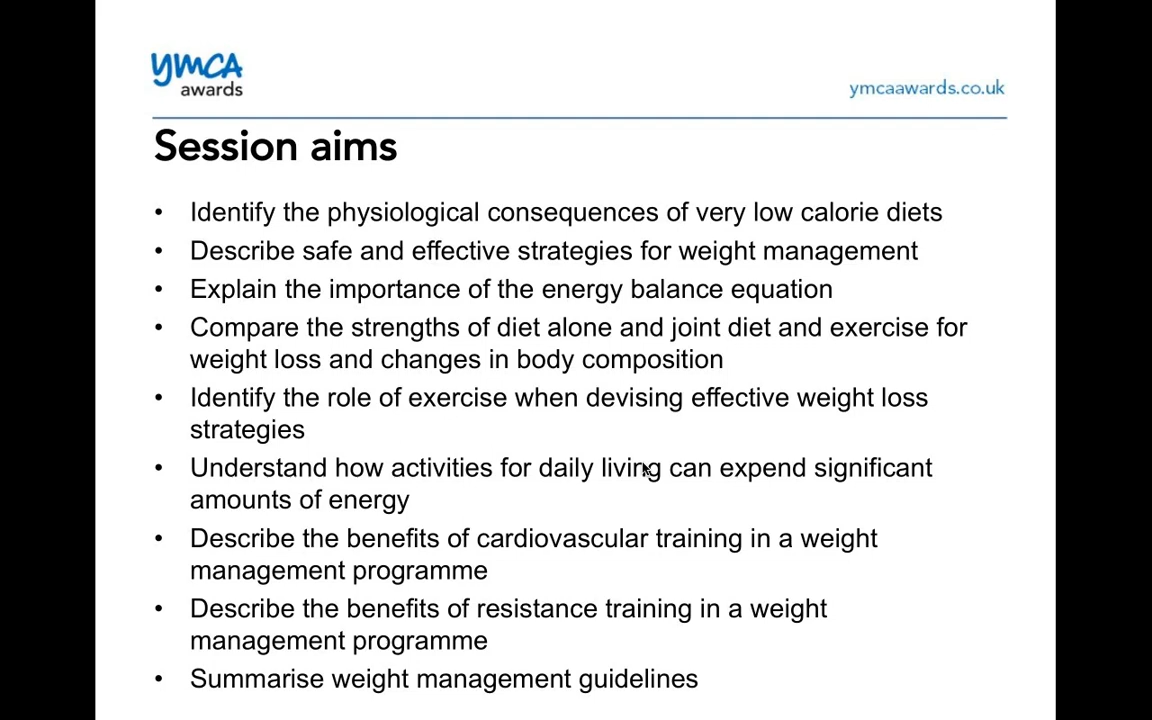 ymca
awards
ymcaawards.co.uk
Session aims
• Identify the physiological consequences of very low calorie diets
• Describe safe and effective strategies for weight management
• Explain the importance of the energy balance equation
• Compare the strengths of diet alone and joint diet and exercise for
weight loss and changes in body composition
• Identify the role of exercise when devising effective weight loss
strategies
• Understand how activities for daily living can expend significant
amounts of energy
• Describe the benefits of cardiovascular training in a weight
management programme
• Describe the benefits of resistance training in a weight
management programme
• Summarise weight management guidelines